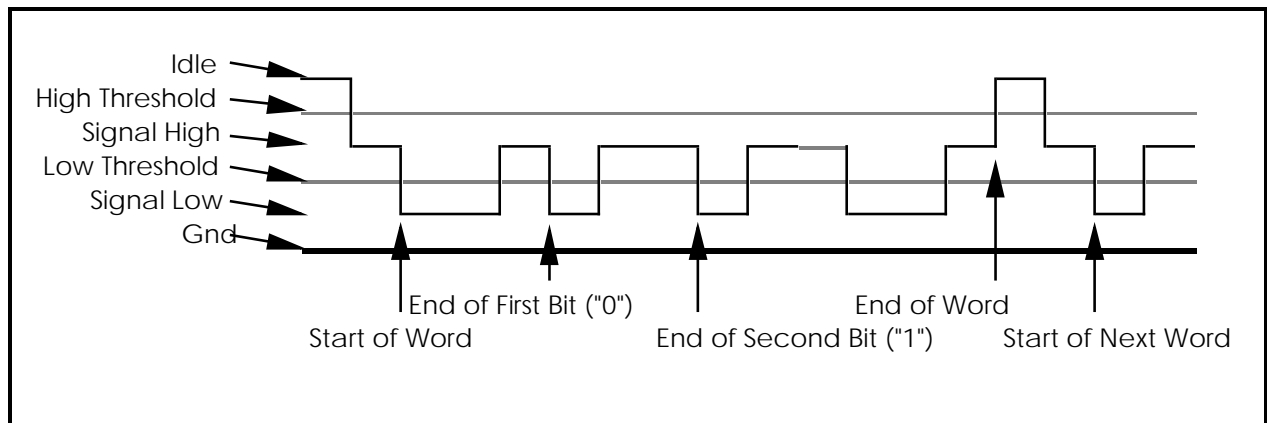 Idle
High Threshold
Signal High
Low Threshold
Signal Low
Gnd
End of First Bit ("0")
End of Word
Start of Word
End of Second Bit ("1")
Start of Next Word